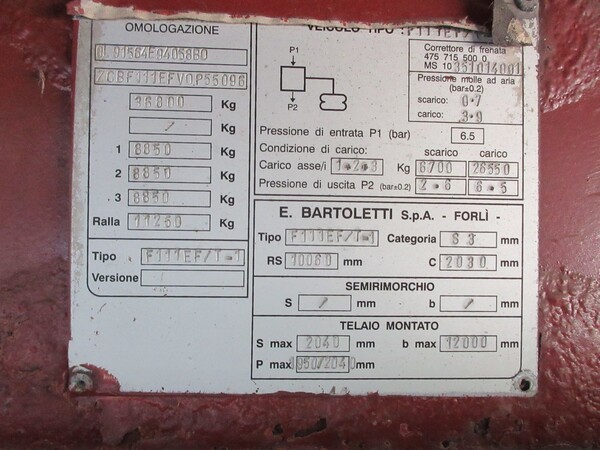 OMOLOGAZIONE
VEICOLO TIPO : F111EF/T-1
P1
P2
Correttore di frenata
475 715 500 0
MS 10 351014001
Pressione molle ad aria
(bar±0.2)
scarico: 0.7
carico: 3.9
36800 Kg
/ Kg
1 8850 Kg
2 8850 Kg
3 8850 Kg
Ralla 11250 Kg
Tipo F111EF/T-1
Versione
Pressione di entrata P1 (bar) 6.5
Condizione di carico: scarico carico
Carico asse/i 1.2.3 Kg 6700 26550
Pressione di uscita P2 (bar±0.2) 2.6 6.5
E. BARTOLETTI S.p.A. - FORLÌ -
Tipo F111EF/T-1 Categoria S 3 mm
RS 10060 mm C 2030 mm
SEMIRIMORCHIO
S / mm b / mm
TELAIO MONTATO
S max 2040 mm b max 12000 mm
P max 1950/2040 mm